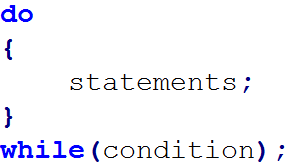 do
{
    statements;
}
while(condition);